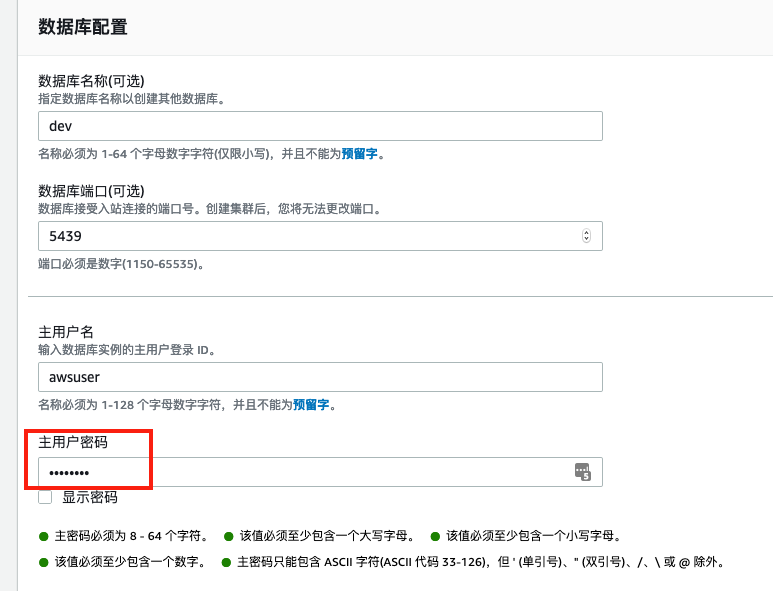 数据库配置
数据库名称(可选)
指定数据库名称以创建其他数据库。
dev
名称必须为 1-64 个字母数字字符(仅限小写)，并且不能为预留字。
数据库端口(可选)
数据库接受入站连接的端口号。创建集群后，您将无法更改端口。
5439
端口必须是数字(1150-65535)。
主用户名
输入数据库实例的主用户登录 ID。
awsuser
名称必须为 1-128 个字母数字字符，并且不能为预留字。
主用户密码
••••••••
显示密码
主密码必须为 8 - 64 个字符。 该值必须至少包含一个大写字母。 该值必须至少包含一个小写字母。
该值必须至少包含一个数字。 主密码只能包含 ASCII 字符(ASCII 代码 33-126)，但 ' (单引号)、" (双引号)、/、\ 或 @ 除外。